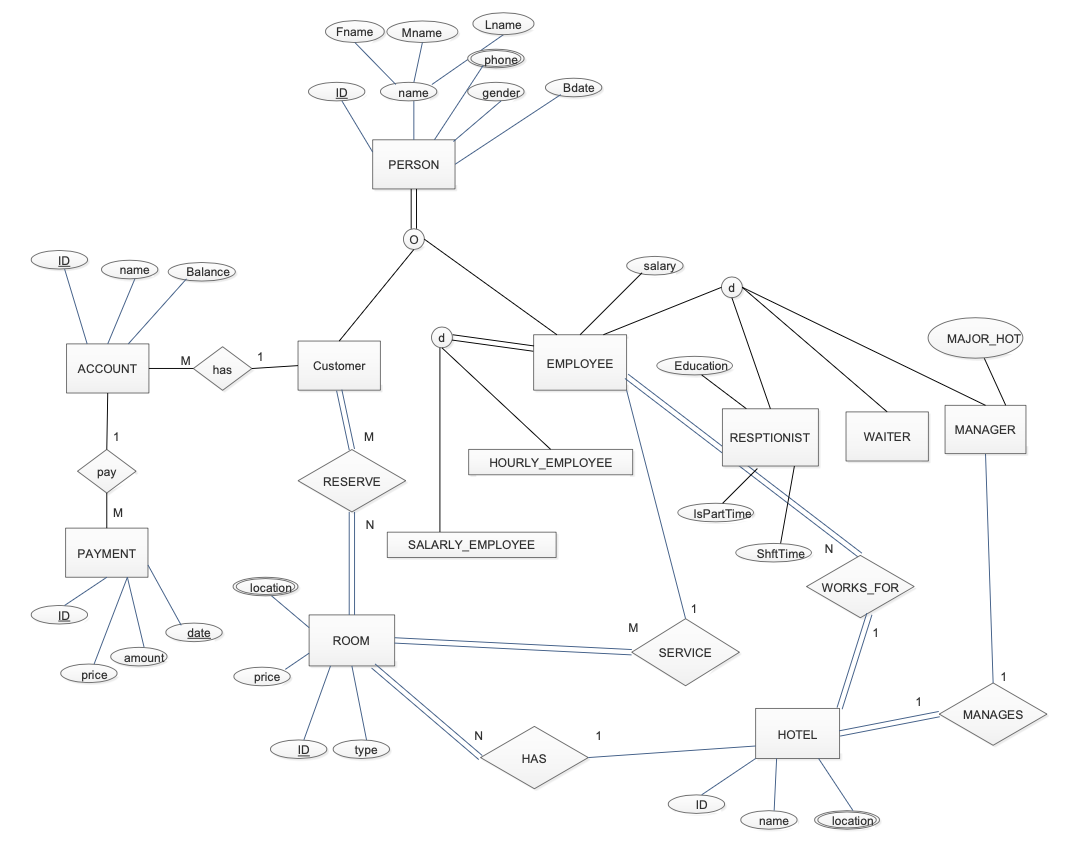 Lname
Fname
Mname
phone
Bdate
ID
name
gender
PERSON
O
ID
name
Balance
salary
d
d
MAJOR_HOT
M
1
ACCOUNT
has
Customer
EMPLOYEE
Education
1
M
RESPTIONIST
WAITER
MANAGER
HOURLY_EMPLOYEE
pay
RESERVE
M
N
IsPartTime
SALARLY_EMPLOYEE
PAYMENT
N
ShftTime
location
WORKS_FOR
ID
date
M
1
1
ROOM
SERVICE
amount
price
price
1
1
MANAGES
N
1
HOTEL
ID
type
HAS
ID
name
location